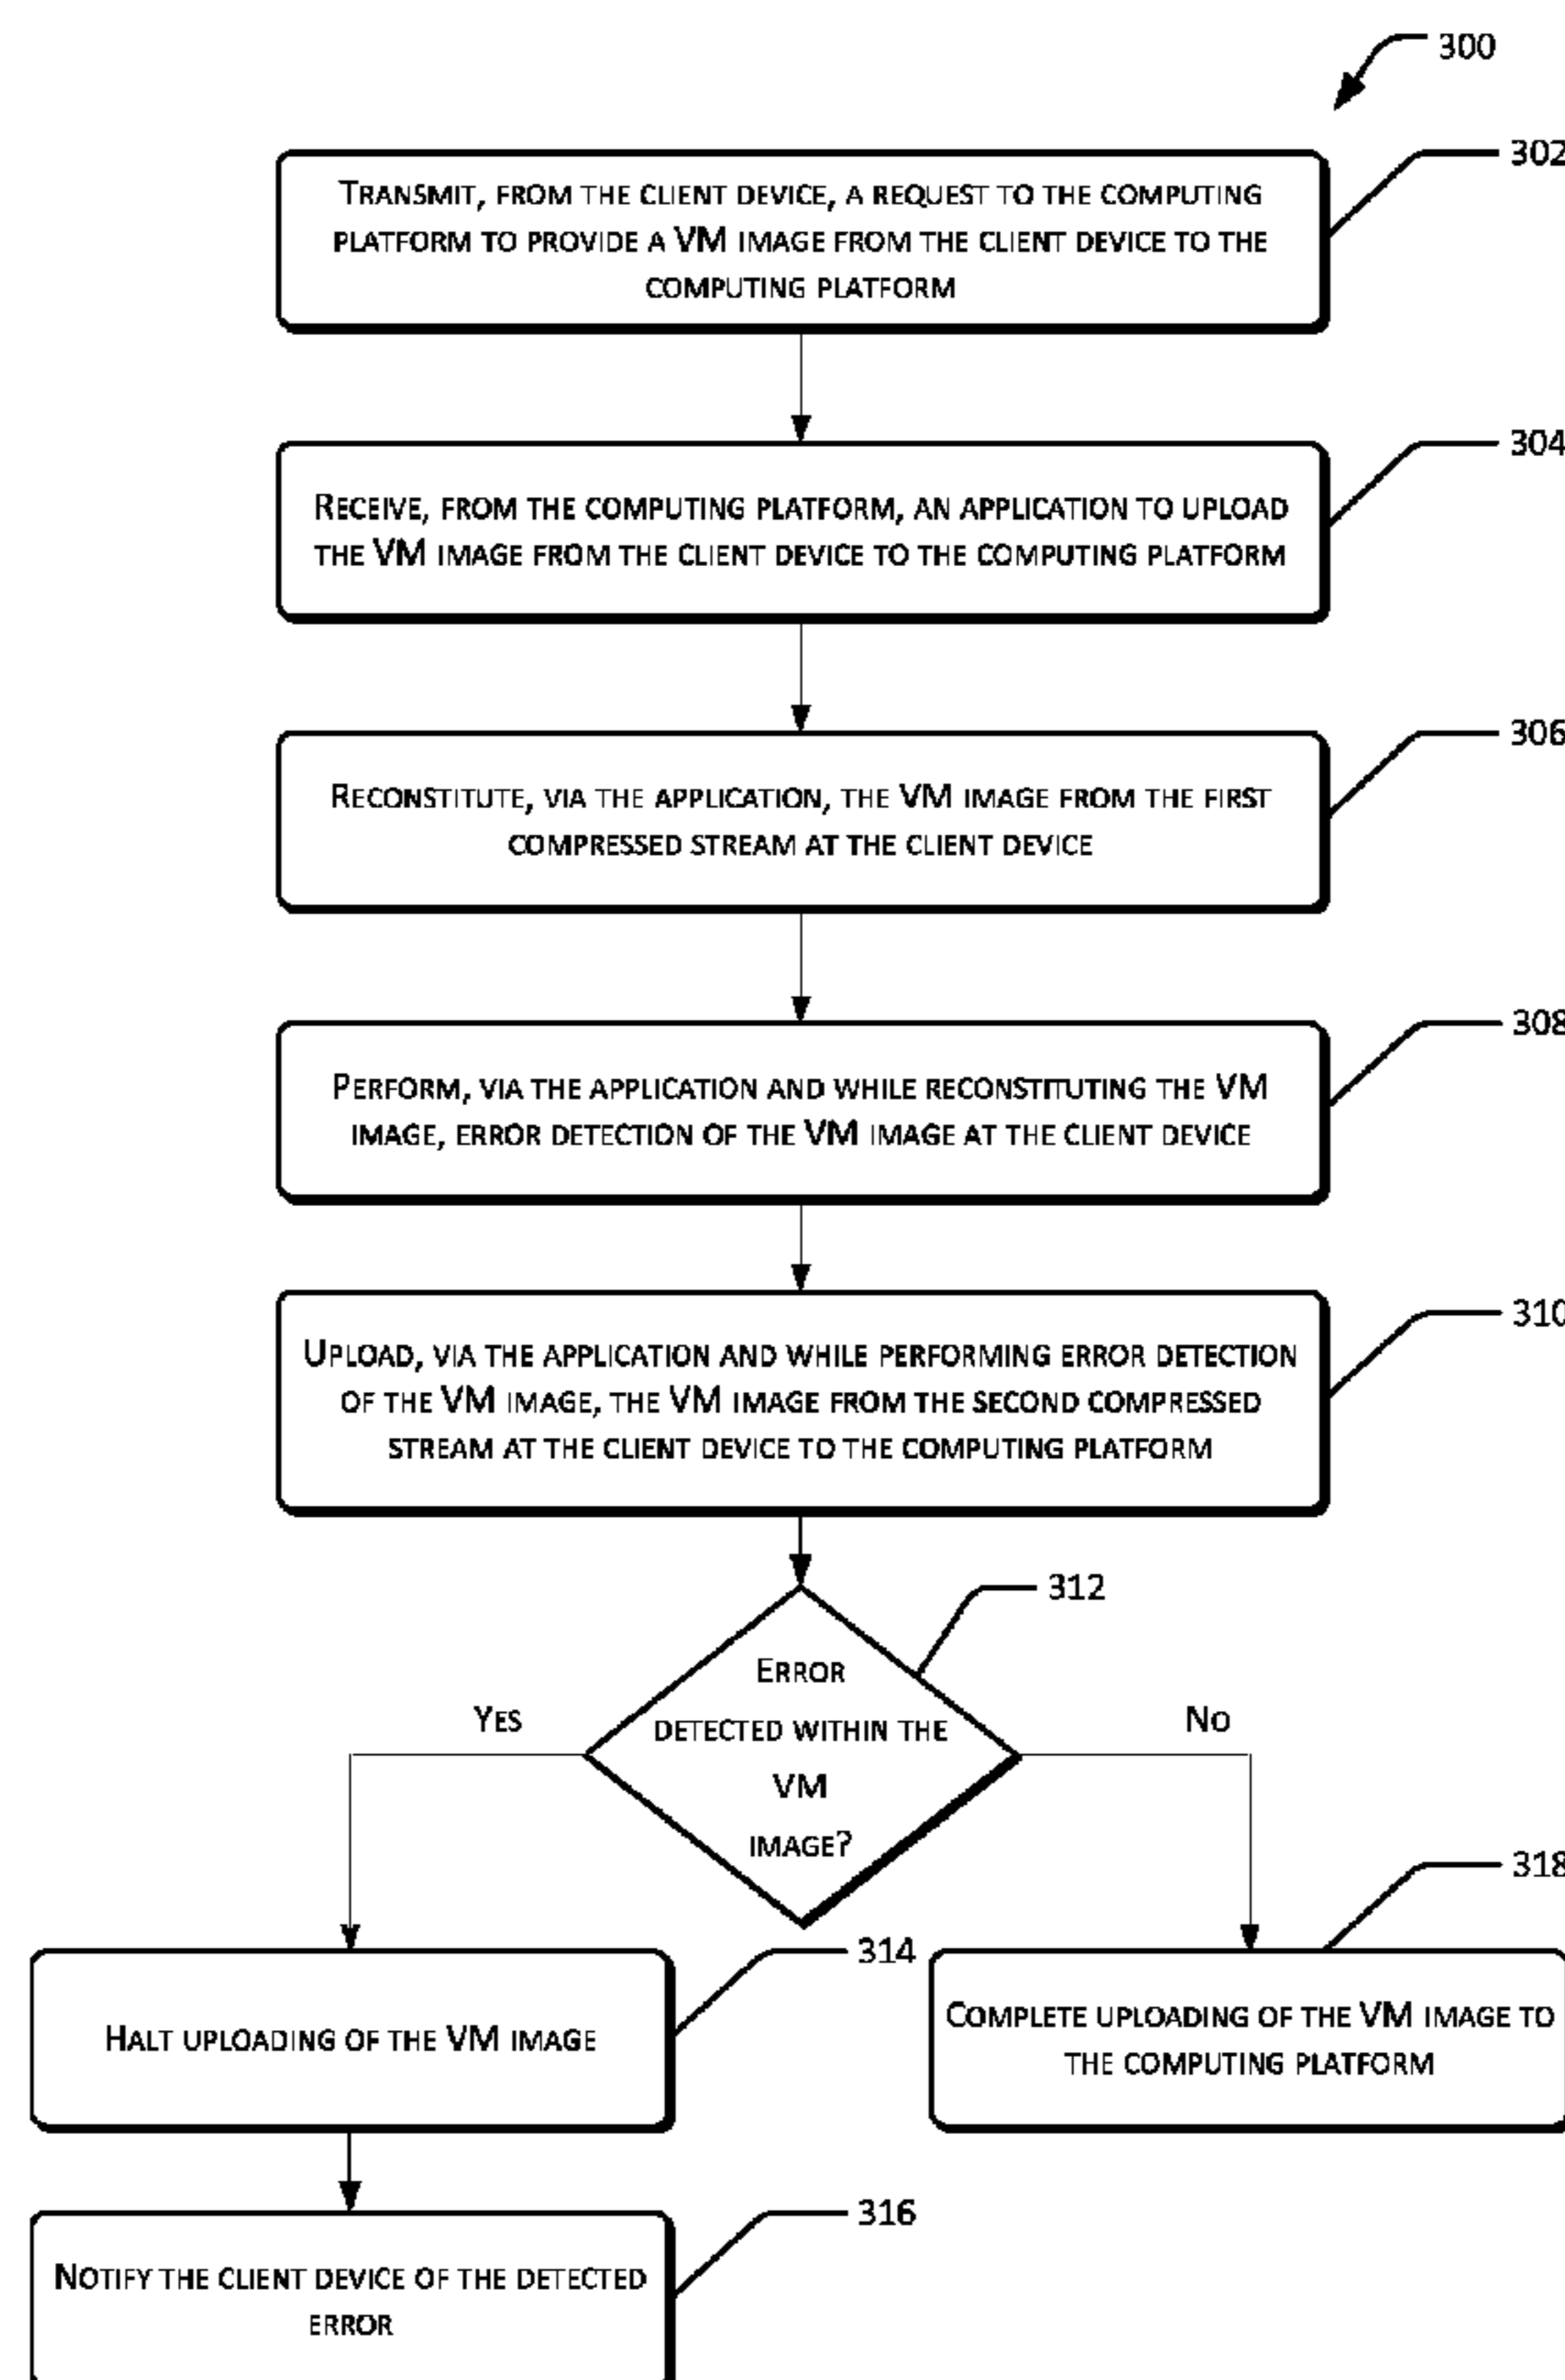 300
302
TRANSMIT, FROM THE CLIENT DEVICE, A REQUEST TO THE COMPUTING
PLATFORM TO PROVIDE A VM IMAGE FROM THE CLIENT DEVICE TO THE
COMPUTING PLATFORM
304
RECEIVE, FROM THE COMPUTING PLATFORM, AN APPLICATION TO UPLOAD
THE VM IMAGE FROM THE CLIENT DEVICE TO THE COMPUTING PLATFORM
306
RECONSTITUTE, VIA THE APPLICATION, THE VM IMAGE FROM THE FIRST
COMPRESSED STREAM AT THE CLIENT DEVICE
308
PERFORM, VIA THE APPLICATION AND WHILE RECONSTITUTING THE VM
IMAGE, ERROR DETECTION OF THE VM IMAGE AT THE CLIENT DEVICE
310
UPLOAD, VIA THE APPLICATION AND WHILE PERFORMING ERROR DETECTION
OF THE VM IMAGE, THE VM IMAGE FROM THE SECOND COMPRESSED
STREAM AT THE CLIENT DEVICE TO THE COMPUTING PLATFORM
312
ERROR
DETECTED WITHIN THE
VM
IMAGE?
YES
NO
314
HALT UPLOADING OF THE VM IMAGE
318
COMPLETE UPLOADING OF THE VM IMAGE TO
THE COMPUTING PLATFORM
316
NOTIFY THE CLIENT DEVICE OF THE DETECTED
ERROR